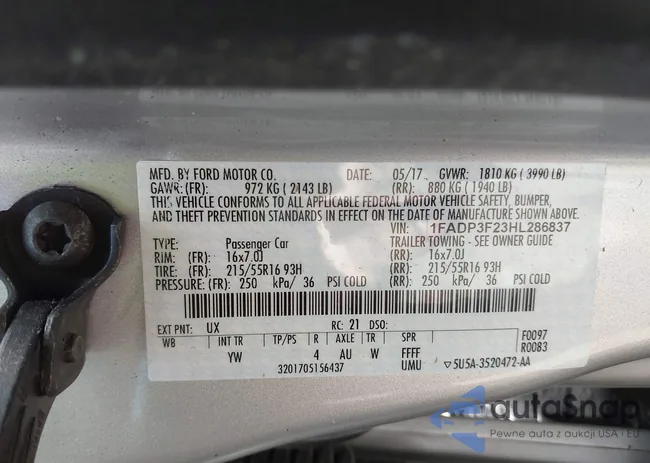 MFD. BY FORD MOTOR CO. DATE: 05/17 GVWR: 1810 KG ( 3990 LB)
GAWR:(FR): 972 KG ( 2143 LB) (RR): 880 KG ( 1940 LB)
THIS VEHICLE CONFORMS TO ALL APPLICABLE FEDERAL MOTOR VEHICLE SAFETY, BUMPER,
AND THEFT PREVENTION STANDARDS IN EFFECT ON THE DATE OF MANUFACTURE SHOWN ABOVE.
VIN: 1FADP3F23HL286837
TYPE: Passenger Car TRAILER TOWING - SEE OWNER GUIDE
RIM: (FR): 16x7.0J (RR): 16x7.0J
TIRE: (FR): 215/55R16 93H (RR): 215/55R16 93H
PRESSURE: (FR): 250 kPa/ 36 PSI COLD (RR): 250 kPa/ 36 PSI COLD
EXT PNT: UX RC: 21 DSO: F0097
WB INT TR TP/PS R AXLE TR SPR R0083
YW 4 AU W FFFF
3201705156437 UMU ▽5U5A-3520472-AA
autoSnap
Pewne auta z aukcji USA i EU